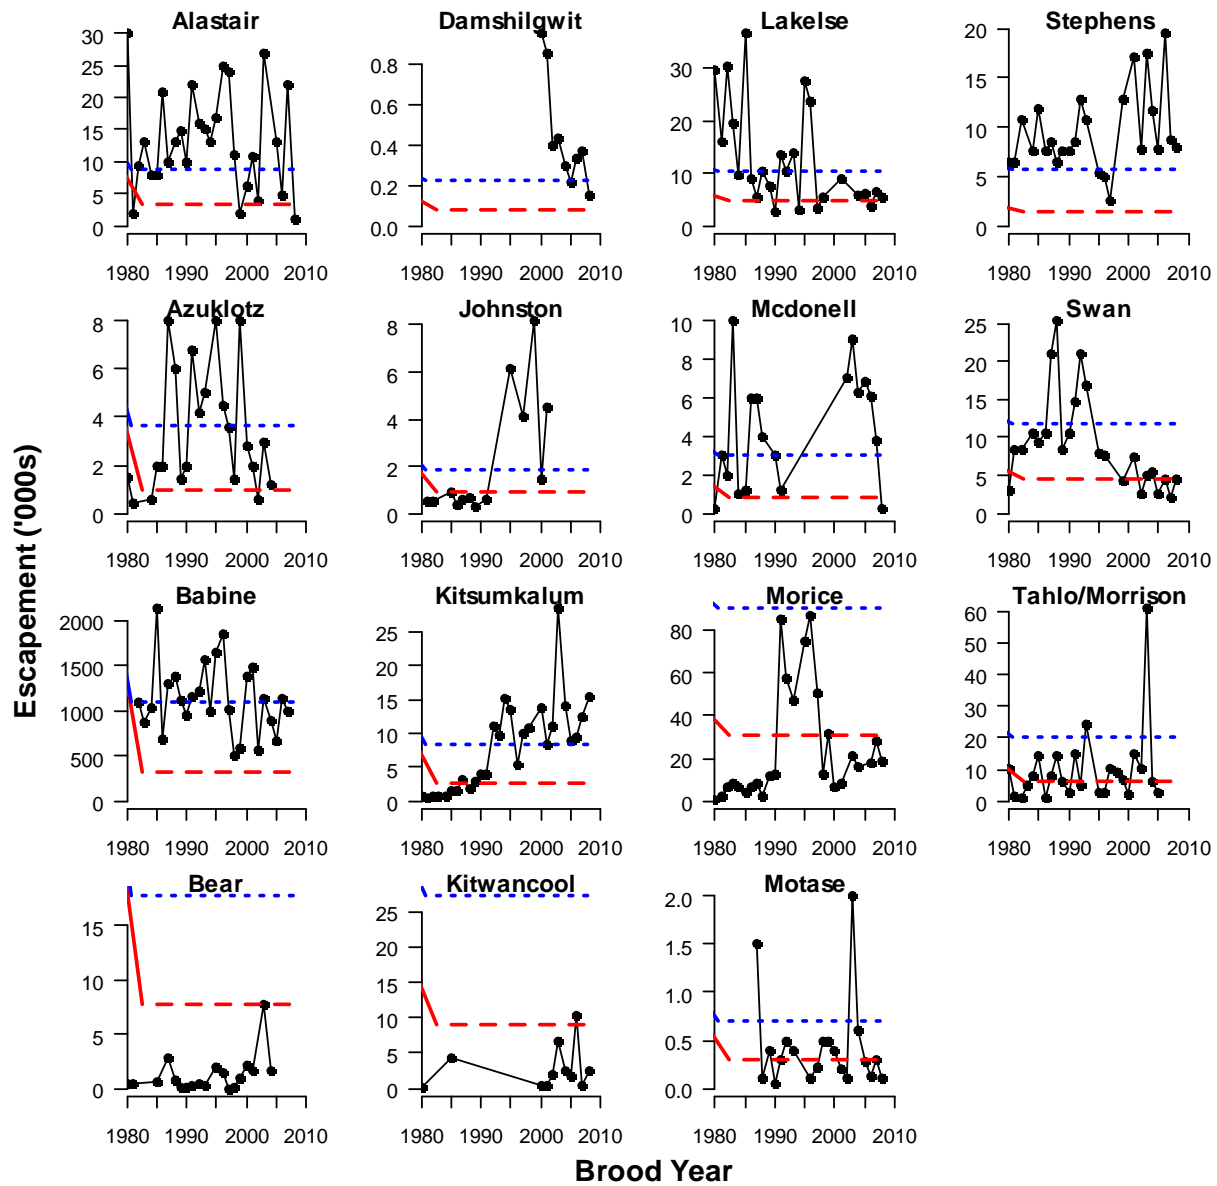 Alastair
Damshilgwit
Lakelse
Stephens
30
25
20
15
10
5
0
1980 1990 2000 2010
0.8
0.6
0.4
0.2
0.0
1980 1990 2000 2010
30
20
10
0
1980 1990 2000 2010
20
15
10
5
0
1980 1990 2000 2010
Azuklotz
Johnston
Mcdonell
Swan
8
6
4
2
0
1980 1990 2000 2010
8
6
4
2
0
1980 1990 2000 2010
10
8
6
4
2
0
1980 1990 2000 2010
25
20
15
10
5
0
1980 1990 2000 2010
Escapement ('000s)
Babine
Kitsumkalum
Morice
Tahlo/Morrison
2000
1500
1000
500
0
1980 1990 2000 2010
25
20
15
10
5
0
1980 1990 2000 2010
80
60
40
20
0
1980 1990 2000 2010
60
50
40
30
20
10
0
1980 1990 2000 2010
Bear
Kitwancool
Motase
15
10
5
0
1980 1990 2000 2010
25
20
15
10
5
0
1980 1990 2000 2010
2.0
1.5
1.0
0.5
0.0
1980 1990 2000 2010
Brood Year